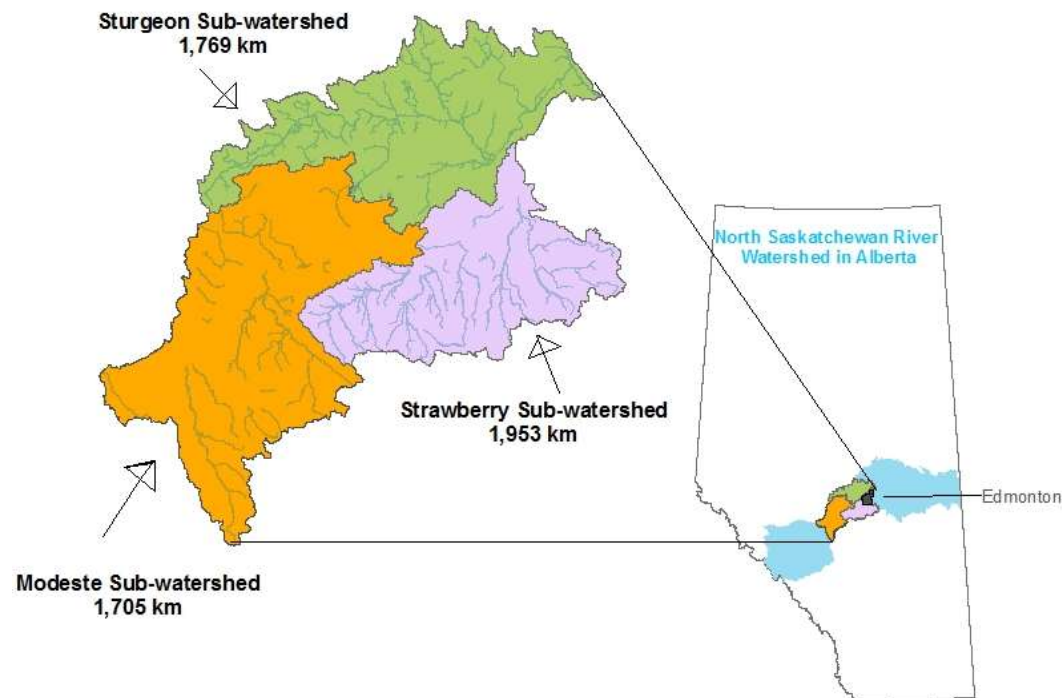 Sturgeon Sub-watershed
1,769 km
North Saskatchewan River
Watershed in Alberta
Strawberry Sub-watershed
1,953 km
Edmonton
Modeste Sub-watershed
1,705 km